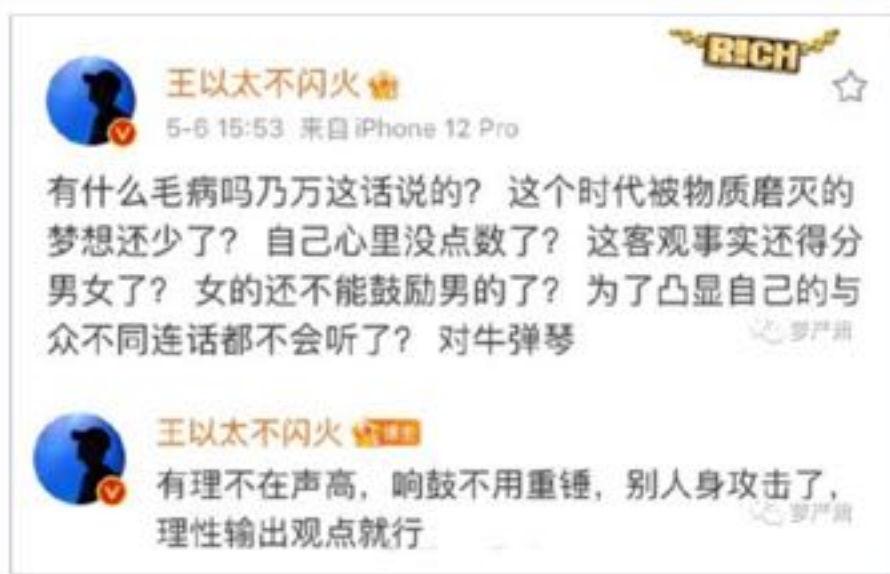 R!CH
王以太不闪火
5-6 15:53 来自 iPhone 12 Pro
有什么毛病吗乃万这话说的? 这个时代被物质磨灭的
梦想还少了? 自己心里没点数了? 这客观事实还得分
男女了? 女的还不能鼓励男的了? 为了凸显自己的与
众不同连话都不会听了? 对牛弹琴
王以太不闪火
有理不在声高，响鼓不用重锤，别人身攻击了，
理性输出观点就行